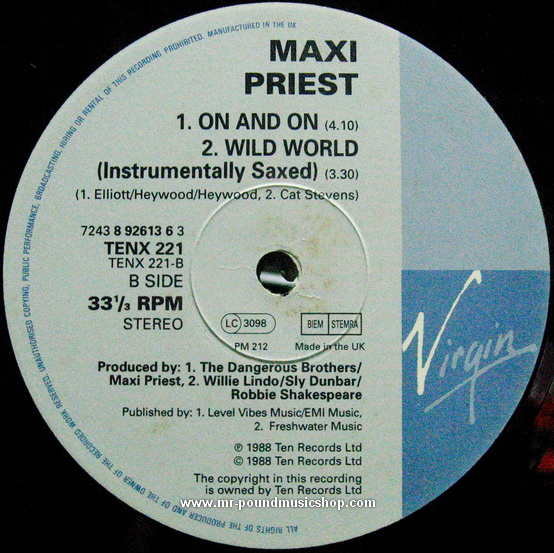 UNAUTHORISED COPYING, PUBLIC PERFORMANCE, BROADCASTING, HIRING OR RENTAL OF THIS RECORDING PROHIBITED. MANUFACTURED IN THE UK
MAXI
PRIEST
1. ON AND ON (4.10)
2. WILD WORLD
(Instrumentally Saxed) (3.30)
(1. Elliott/Heywood/Heywood, 2. Cat Stevens)
7243 8 92613 6 3
TENX 221
TENX 221-B
B SIDE
33⅓ RPM
STEREO
LC 3098
BIEM STEMRA
PM 212 Made in the UK
Virgin
Produced by: 1. The Dangerous Brothers/
Maxi Priest, 2. Willie Lindo/Sly Dunbar/
Robbie Shakespeare
Published by: 1. Level Vibes Music/EMI Music,
2. Freshwater Music
℗ 1988 Ten Records Ltd
© 1988 Ten Records Ltd
The copyright in this recording
is owned by Ten Records Ltd
ALL RIGHTS OF THE PRODUCER AND OF THE OWNER OF THE RECORDED WORK RESERVED.
www.mr-poundmusicshop.com